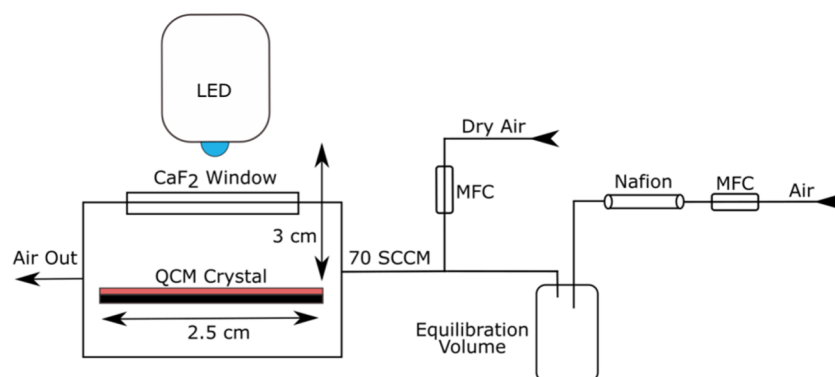 LED
Dry Air
CaF2 Window
MFC
Nafion
MFC
Air
3 cm
Air Out
QCM Crystal
70 SCCM
2.5 cm
Equilibration
Volume